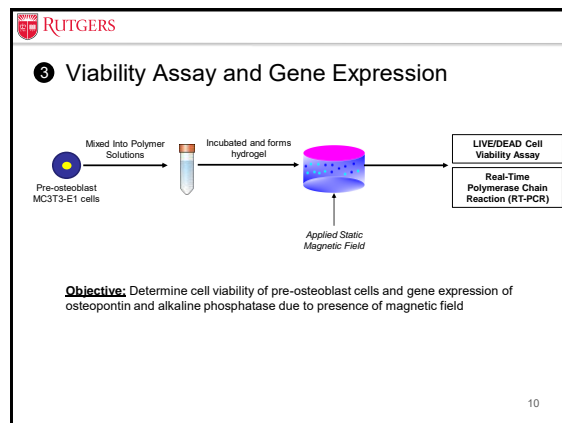 RUTGERS
3 Viability Assay and Gene Expression
Mixed Into Polymer
Solutions
Incubated and forms
hydrogel
LIVE/DEAD Cell
Viability Assay
Real-Time
Polymerase Chain
Reaction (RT-PCR)
Pre-osteoblast
MC3T3-E1 cells
Applied Static
Magnetic Field
Objective: Determine cell viability of pre-osteoblast cells and gene expression of
osteopontin and alkaline phosphatase due to presence of magnetic field
10